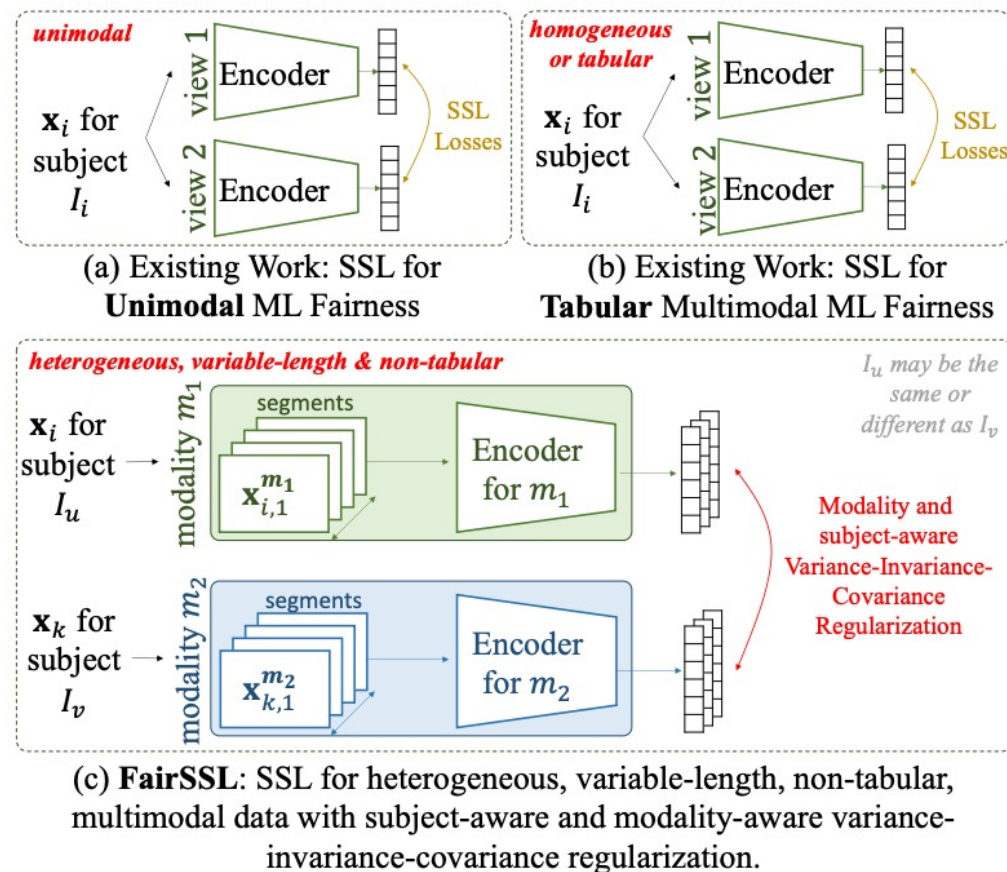 unimodal
view 1
Encoder
x_i for
subject
I_i
view 2
Encoder
SSL
Losses
(a) Existing Work: SSL for
Unimodal ML Fairness
homogeneous
or tabular
view 1
Encoder
x_i for
subject
I_i
view 2
Encoder
SSL
Losses
(b) Existing Work: SSL for
Tabular Multimodal ML Fairness
heterogeneous, variable-length & non-tabular
I_u may be the
same or
different as I_v
x_i for
subject
I_u
modality m_1
segments
x_{i,1}^{m_1}
Encoder
for m_1
x_k for
subject
I_v
modality m_2
segments
x_{k,1}^{m_2}
Encoder
for m_2
Modality and
subject-aware
Variance-Invariance-
Covariance
Regularization
(c) FairSSL: SSL for heterogeneous, variable-length, non-tabular,
multimodal data with subject-aware and modality-aware variance-
invariance-covariance regularization.